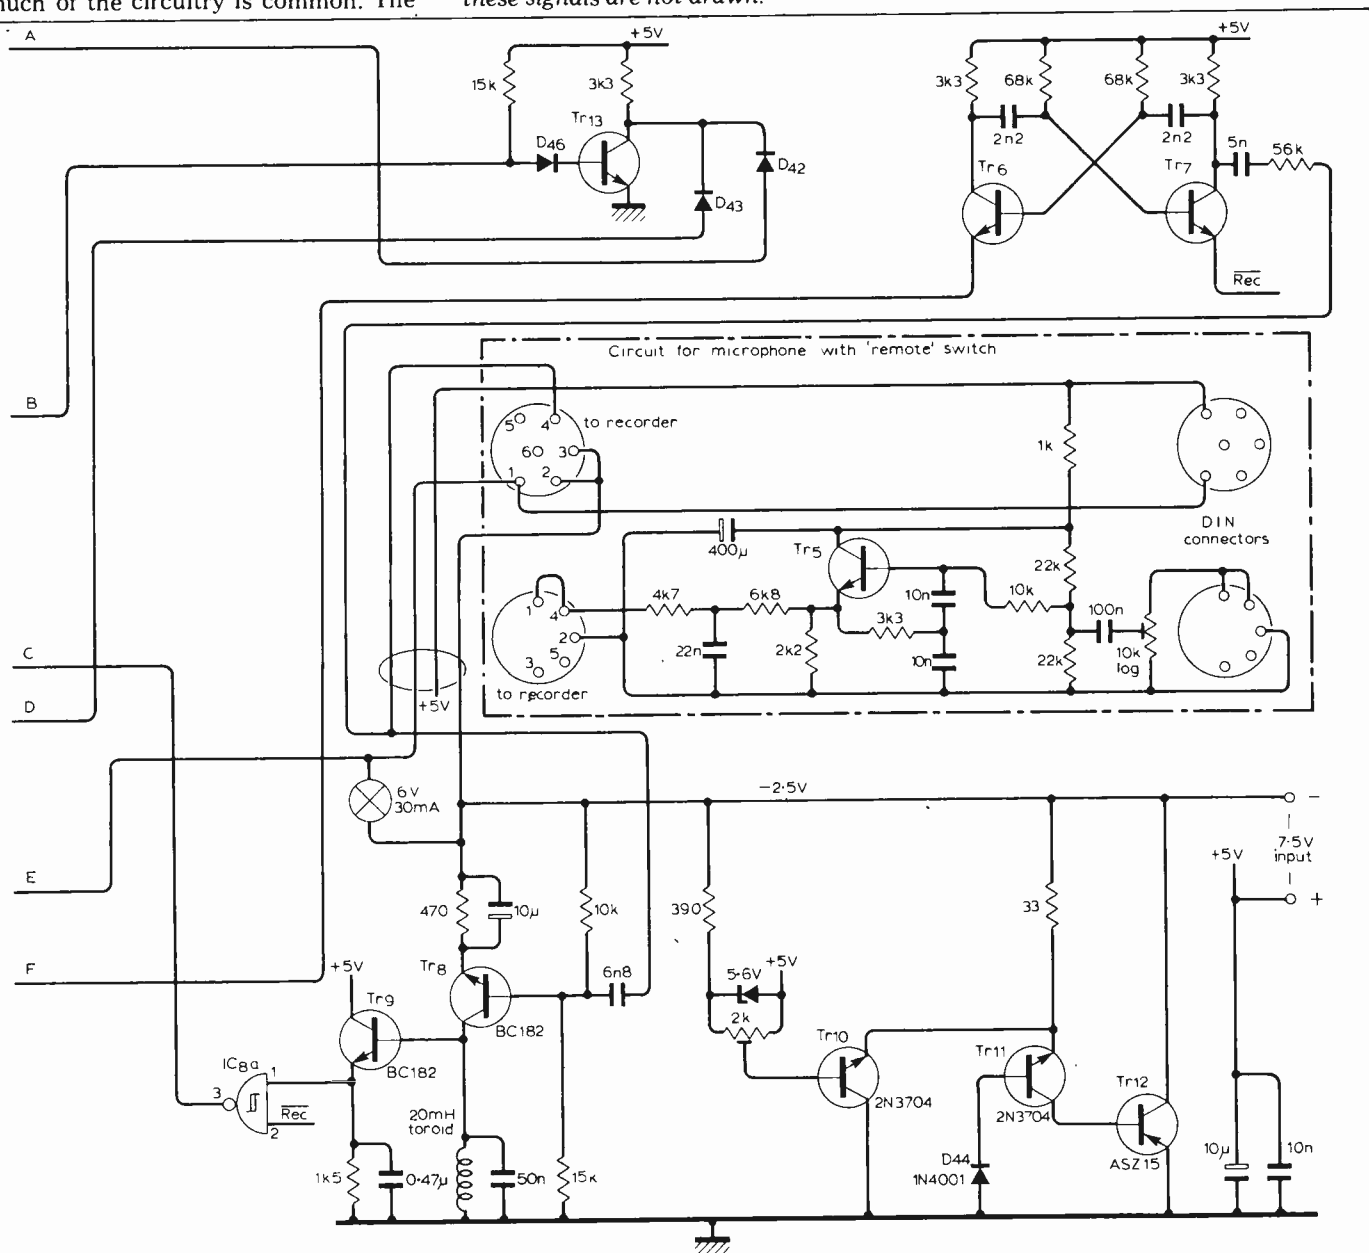 much of the circuitry is common. The
these signals are not drawn.
A
+5V
+5V
15k
3k3
3k3
68k
68k
3k3
Tr13
2n2
2n2
D46
5n
56k
D42
Tr6
Tr7
D43
Rec
Circuit for microphone with 'remote' switch
B
5
4
to recorder
6
3
1
2
1k
DIN
connectors
400µ
Tr5
22k
10n
10k
4k7
6k8
100n
1
4
3k3
2
22n
2k2
10n
22k
10k
log
5
3
to recorder
C
D
+5V
-2·5V
6V
30mA
-
7·5V
input
+5V
+
E
470
10µ
10k
390
33
F
+5V
Tr8
6n8
5·6V
+5V
Tr9
BC182
2k
Tr10
Tr11
IC8a
1
BC182
3
Rec
2
2N3704
2N3704
Tr12
20mH
toroid
ASZ15
D44
1N4001
10µ
10n
1k5
0·47µ
50n
15k